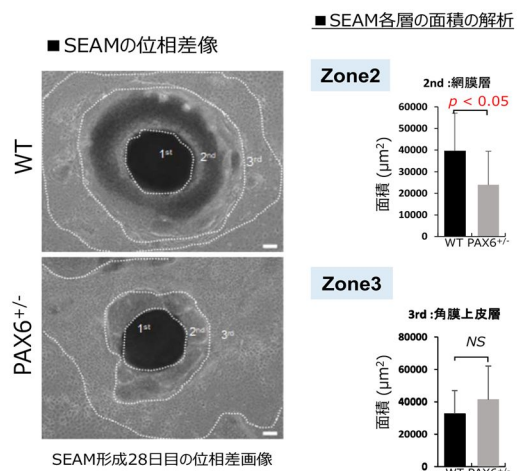 ■SEAM各層の面積の解析
■SEAMの位相差像
WT
1st
2nd
3rd
PAX6+/-
1st
2nd
3rd
SEAM形成28日目の位相差画像
Zone2
2nd :網膜層
p < 0.05
面積 (μm²)
60000
50000
40000
30000
20000
10000
0
WT PAX6+/-
Zone3
3rd :角膜上皮層
NS
面積 (μm²)
80000
60000
40000
20000
0
WT PAX6+/-